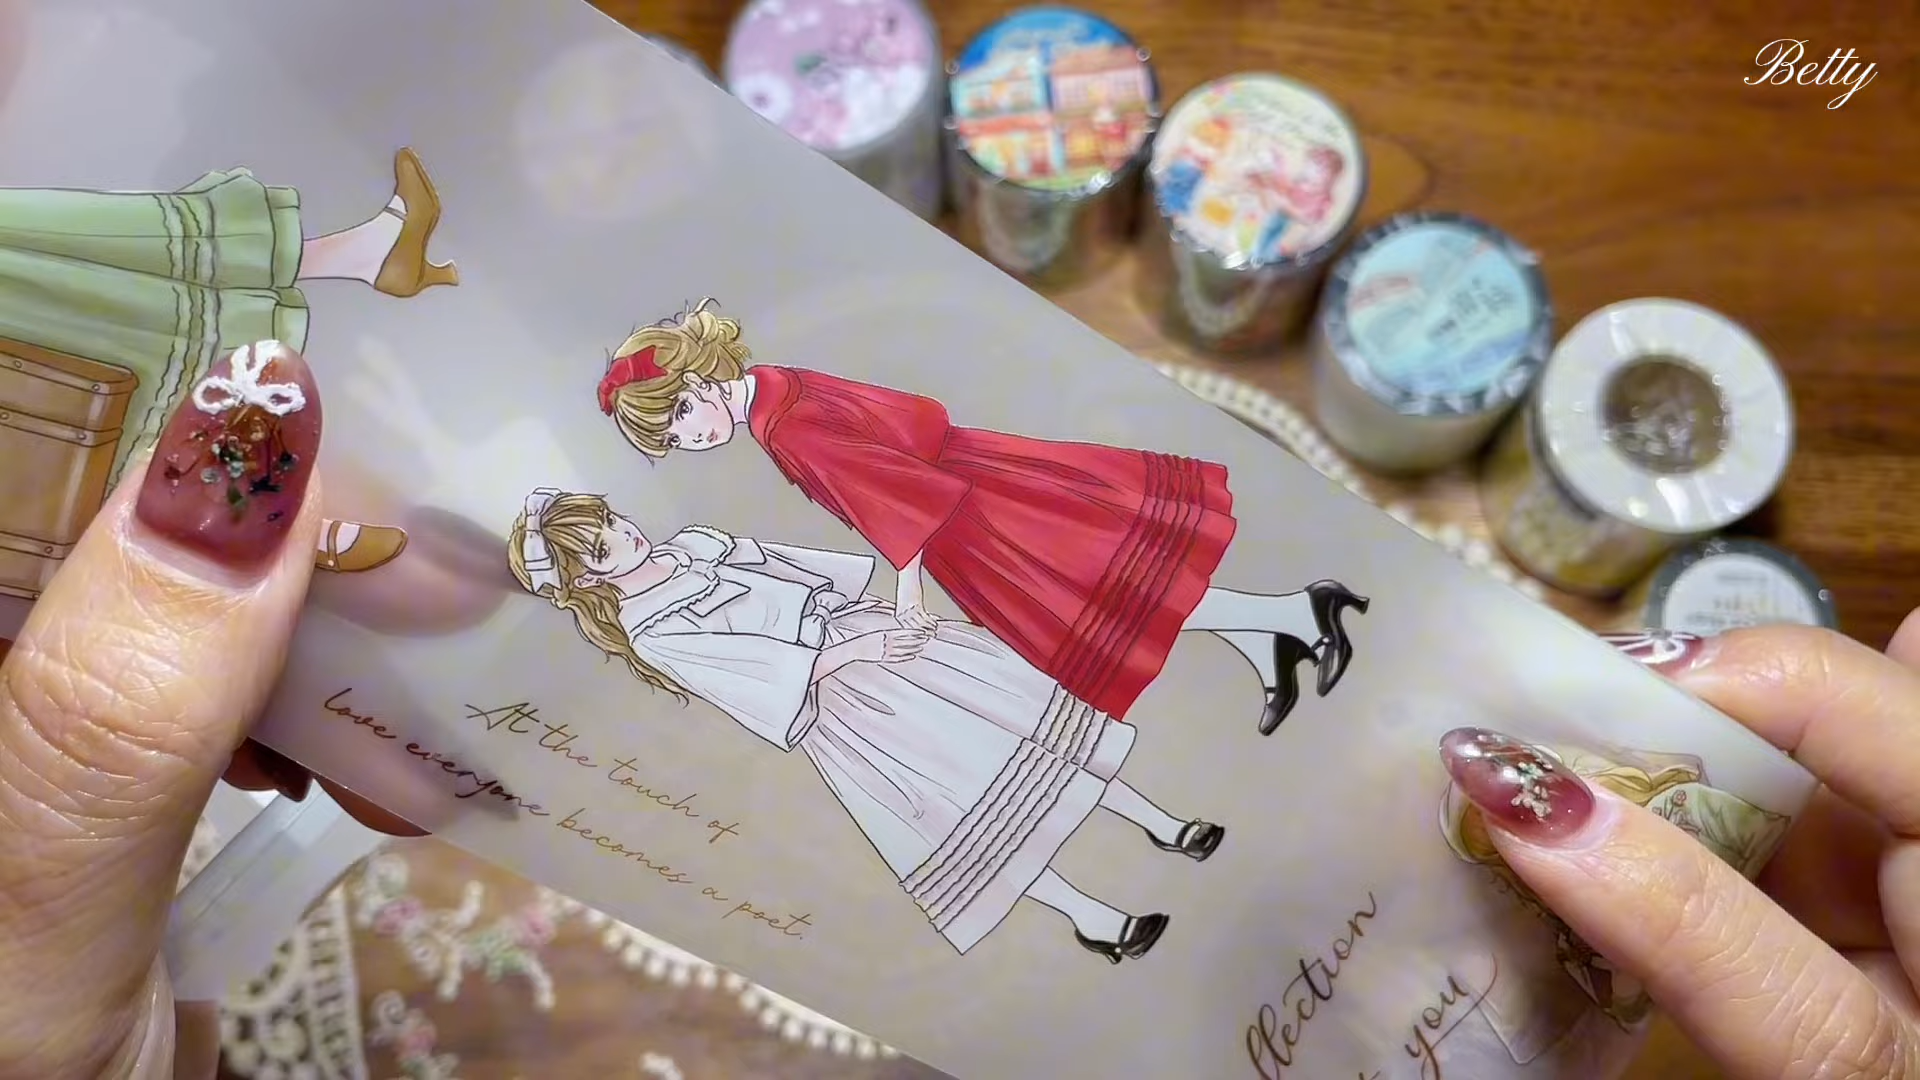 Betty
At the touch of
love everyone becomes a poet.
llection
you